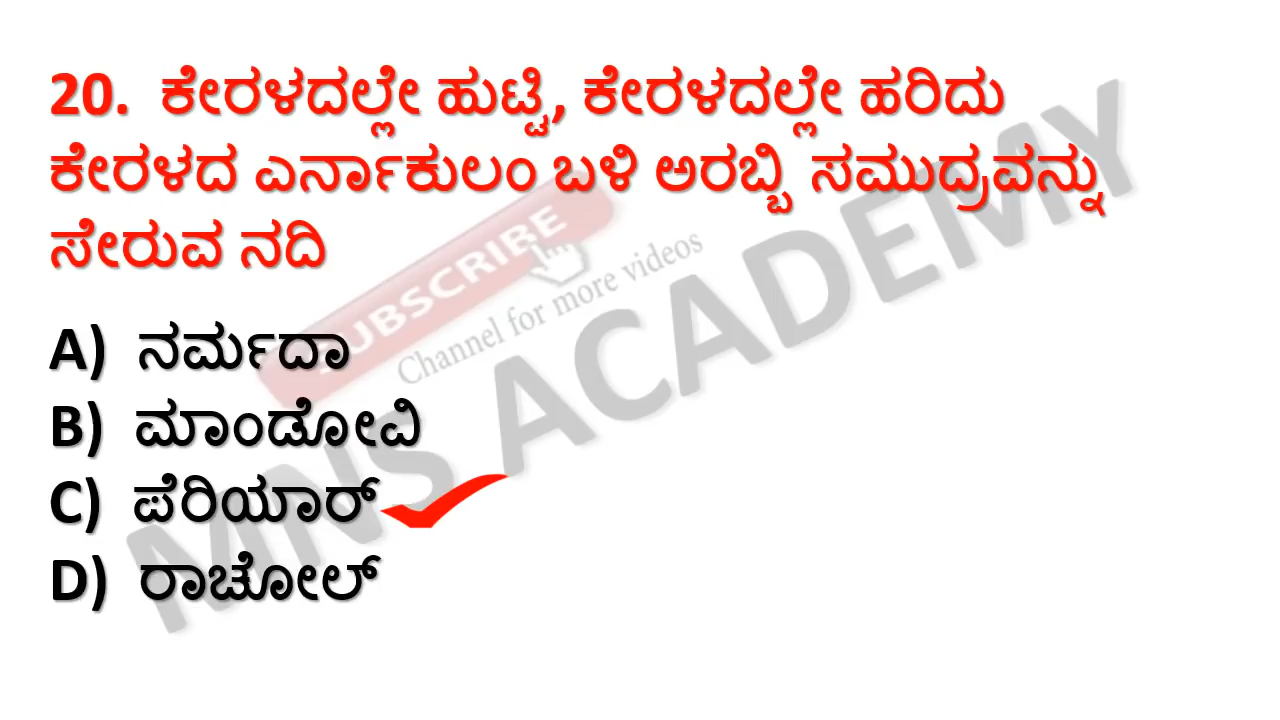 20. ಕೇರಳದಲ್ಲೇ ಹುಟ್ಟಿ, ಕೇರಳದಲ್ಲೇ ಹರಿದು
ಕೇರಳದ ಎರ್ನಾಕುಲಂ ಬಳಿ ಅರಬ್ಬಿ ಸಮುದ್ರವನ್ನು
ಸೇರುವ ನದಿ
SUBSCRIBE
Channel for more videos
MNS ACADEMY
A) ನರ್ಮದಾ
B) ಮಾಂಡೋವಿ
C) ಪೆರಿಯಾರ್
D) ರಾಚೋಲ್